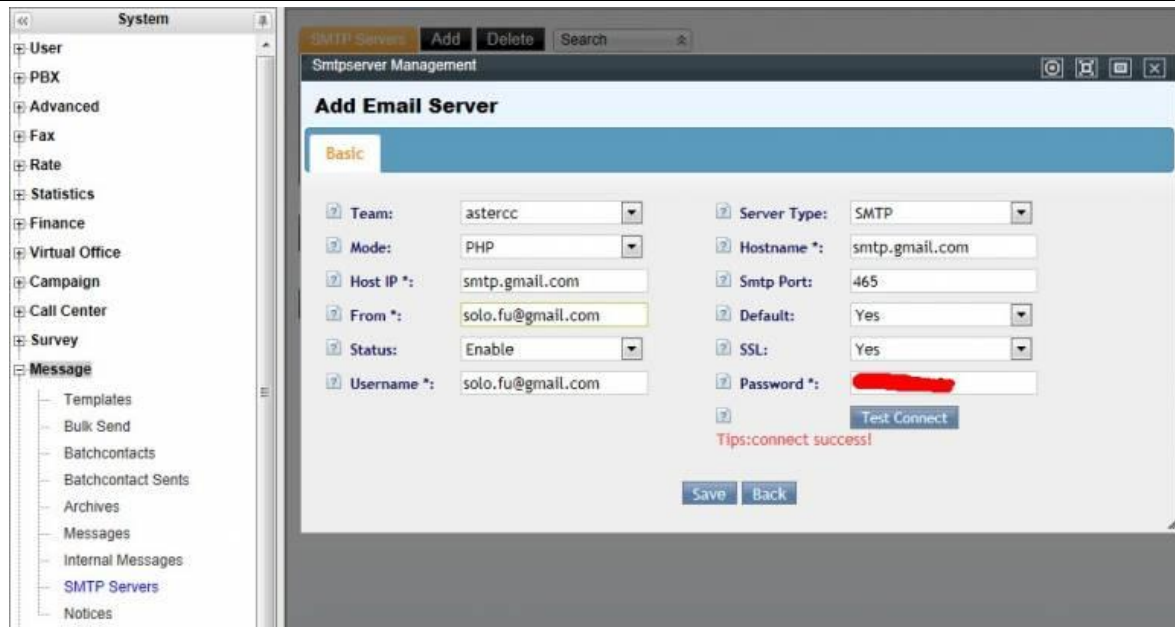 System
User
PBX
Advanced
Fax
Rate
Statistics
Finance
Virtual Office
Campaign
Call Center
Survey
Message
Templates
Bulk Send
Batchcontacts
Batchcontact Sents
Archives
Messages
Internal Messages
SMTP Servers
Notices
SMTP Servers Add Delete Search
Smtpserver Management
Add Email Server
Basic
Team: astercc Server Type: SMTP
Mode: PHP Hostname *: smtp.gmail.com
Host IP *: smtp.gmail.com Smtp Port: 465
From *: solo.fu@gmail.com Default: Yes
Status: Enable SSL: Yes
Username *: solo.fu@gmail.com Password *:
Test Connect
Tips:connect success!
Save Back